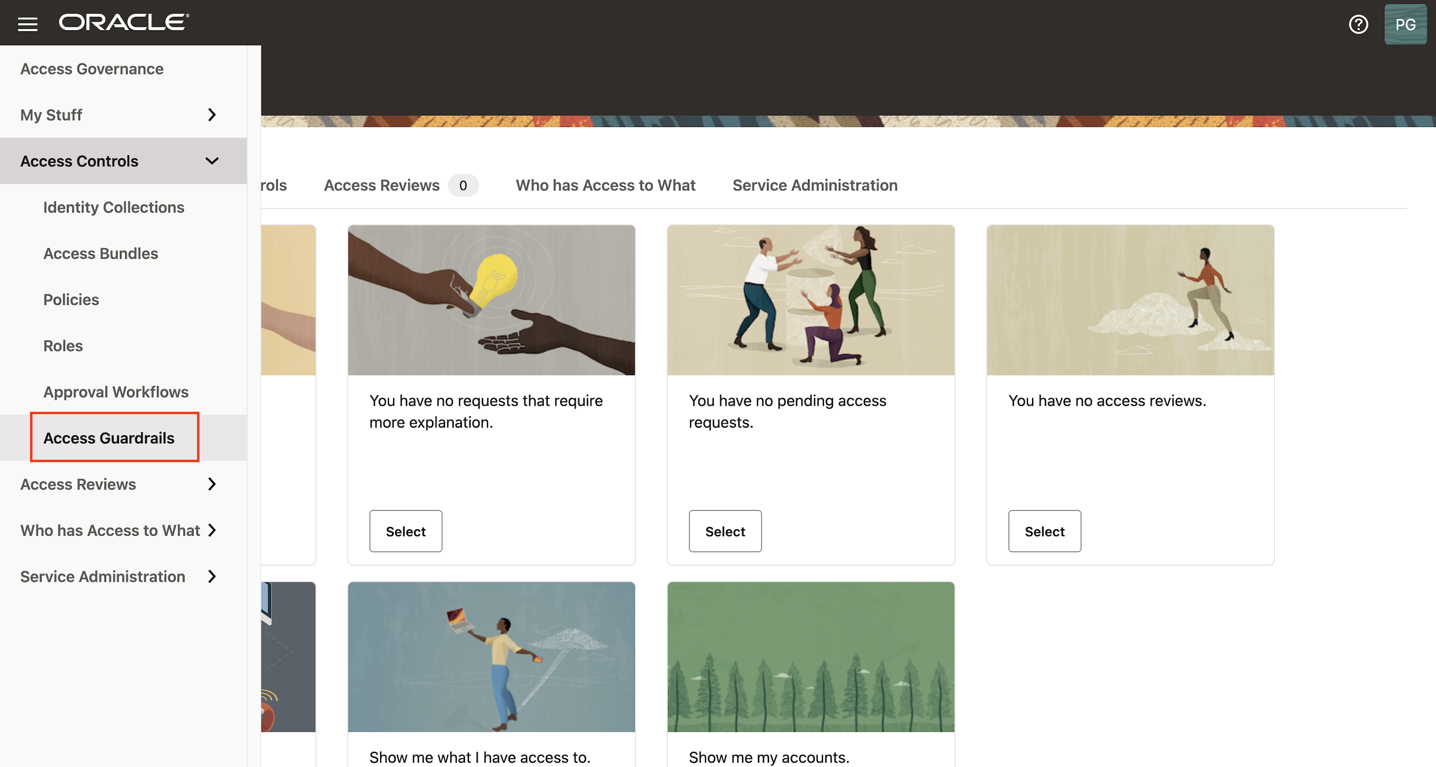 ORACLE
PG
Access Governance
My Stuff
Access Controls
Identity Collections
Access Bundles
Policies
Roles
Approval Workflows
Access Guardrails
Access Reviews
Who has Access to What
Service Administration
rols
Access Reviews 0
Who has Access to What
Service Administration
You have no requests that require
more explanation.
Select
You have no pending access
requests.
Select
You have no access reviews.
Select
Show me what I have access to.
Show me my accounts.